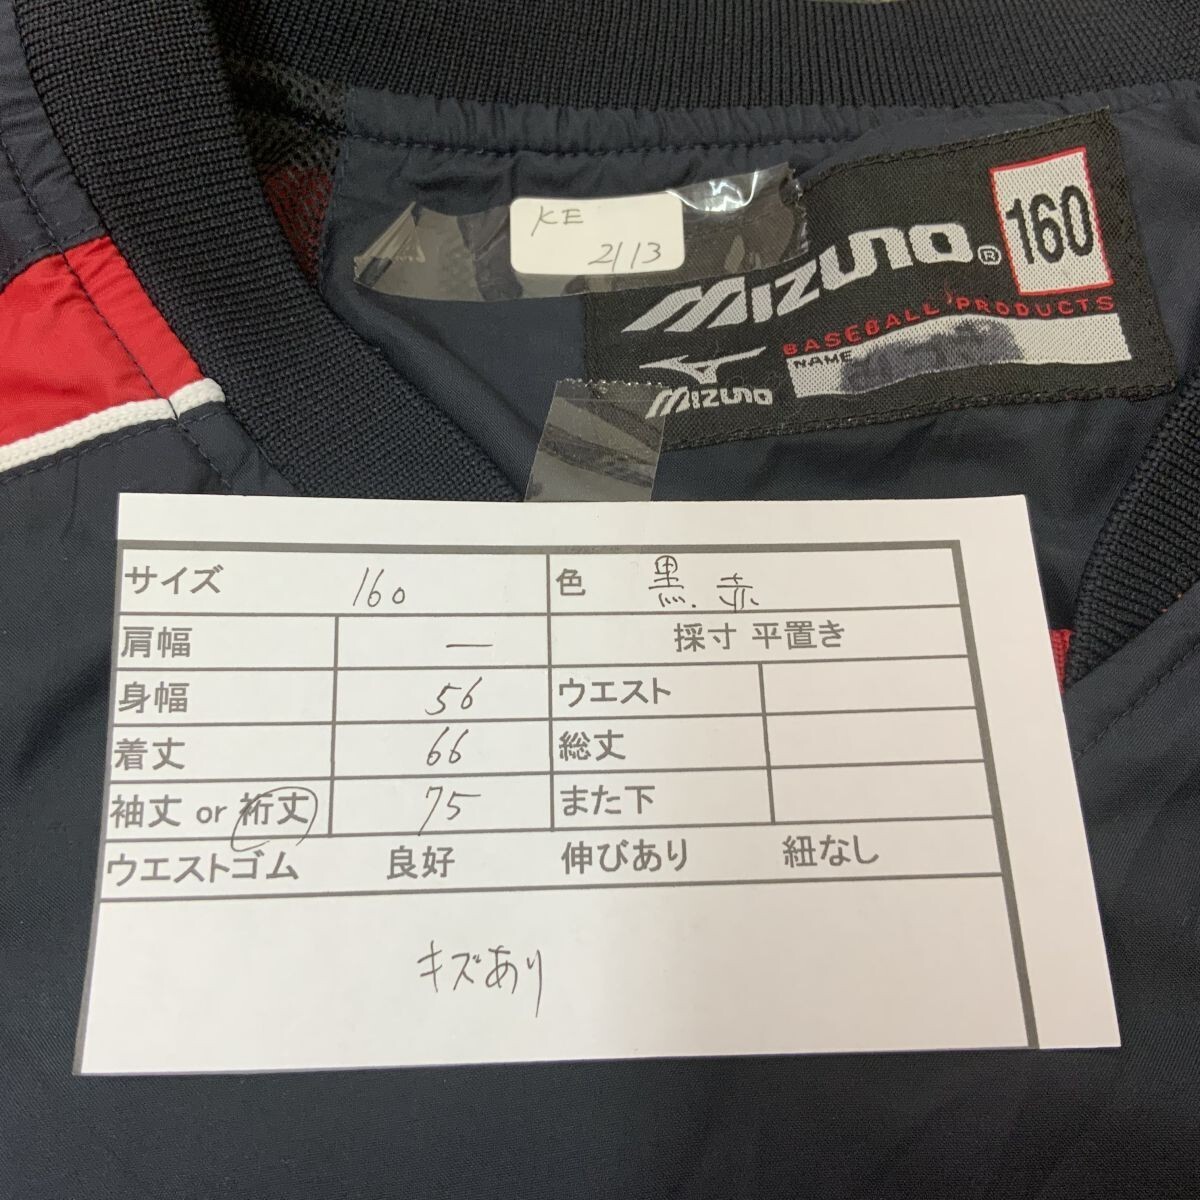 KE
2113
160
MIZUNO®
BASEBALL PRODUCTS
NAME
MIZUNO
サイズ 160 色 黒. 赤
肩幅 — 採寸 平置き
身幅 56 ウエスト
着丈 66 総丈
袖丈 or 裄丈 75 また下
ウエストゴム 良好 伸びあり 紐なし
キズあり